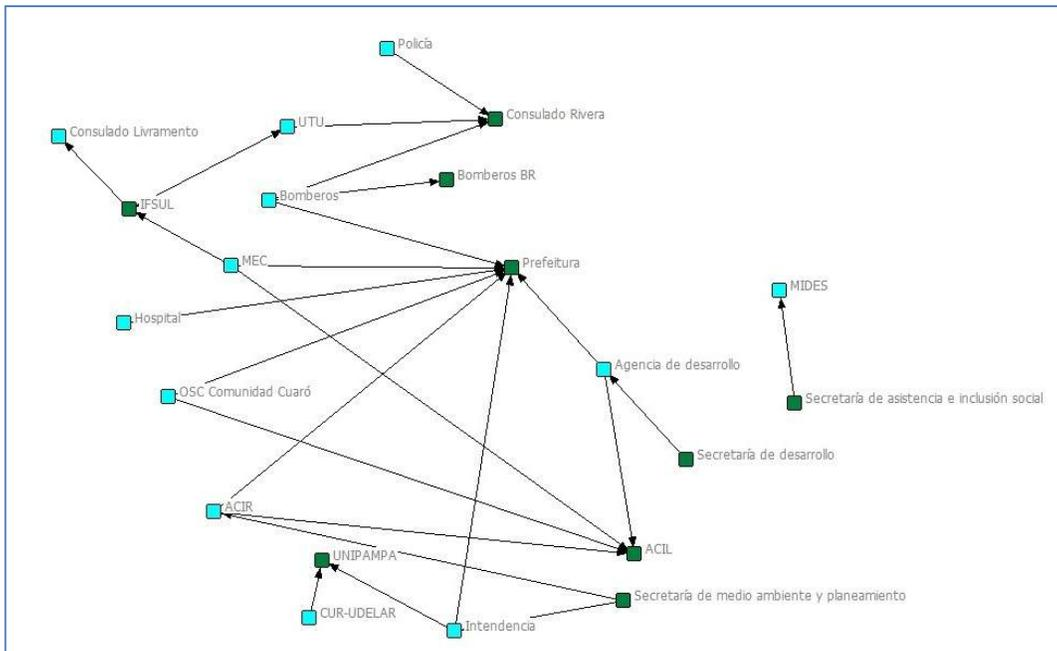 Policía
Consulado Rivera
UTU
Consulado Livramento
Bomberos BR
Bomberos
IFSUL
MEC
Prefeitura
MIDES
Hospital
Agencia de desarrollo
OSC Comunidad Cuaró
Secretaría de asistencia e inclusión social
Secretaría de desarrollo
ACIR
ACIL
UNIPAMPA
Secretaría de medio ambiente y planeamiento
CUR-UDELAR
Intendencia